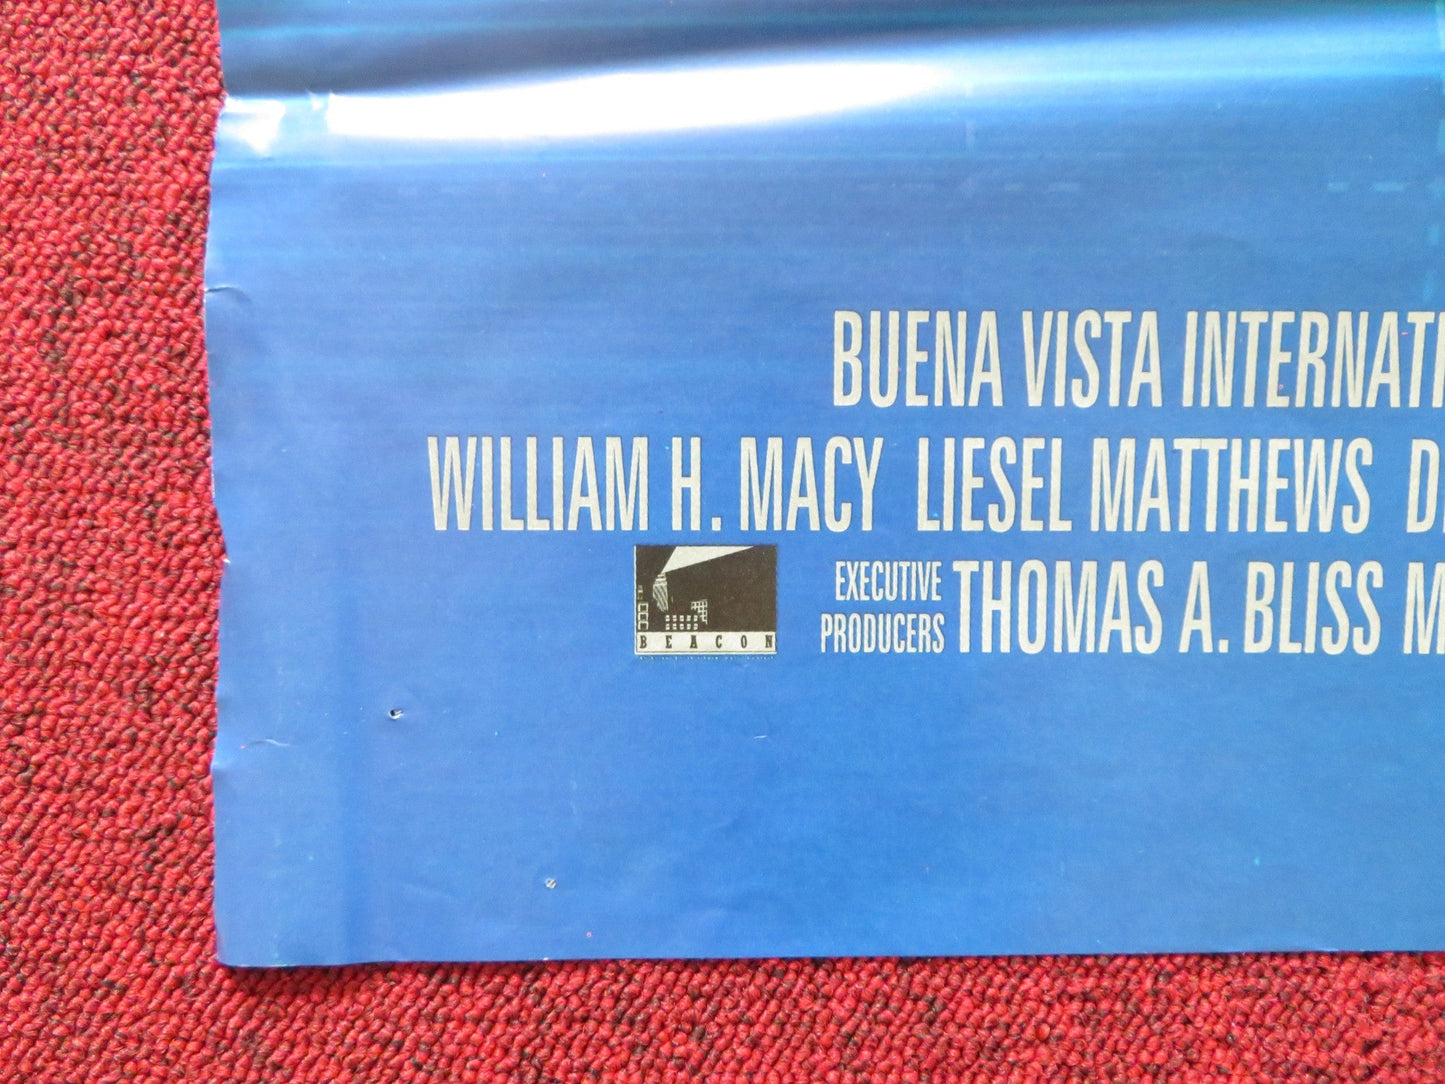 BUENA VISTA INTERNATI
WILLIAM H. MACY LIESEL MATTHEWS D
BEACON
EXECUTIVE PRODUCERS THOMAS A. BLISS M